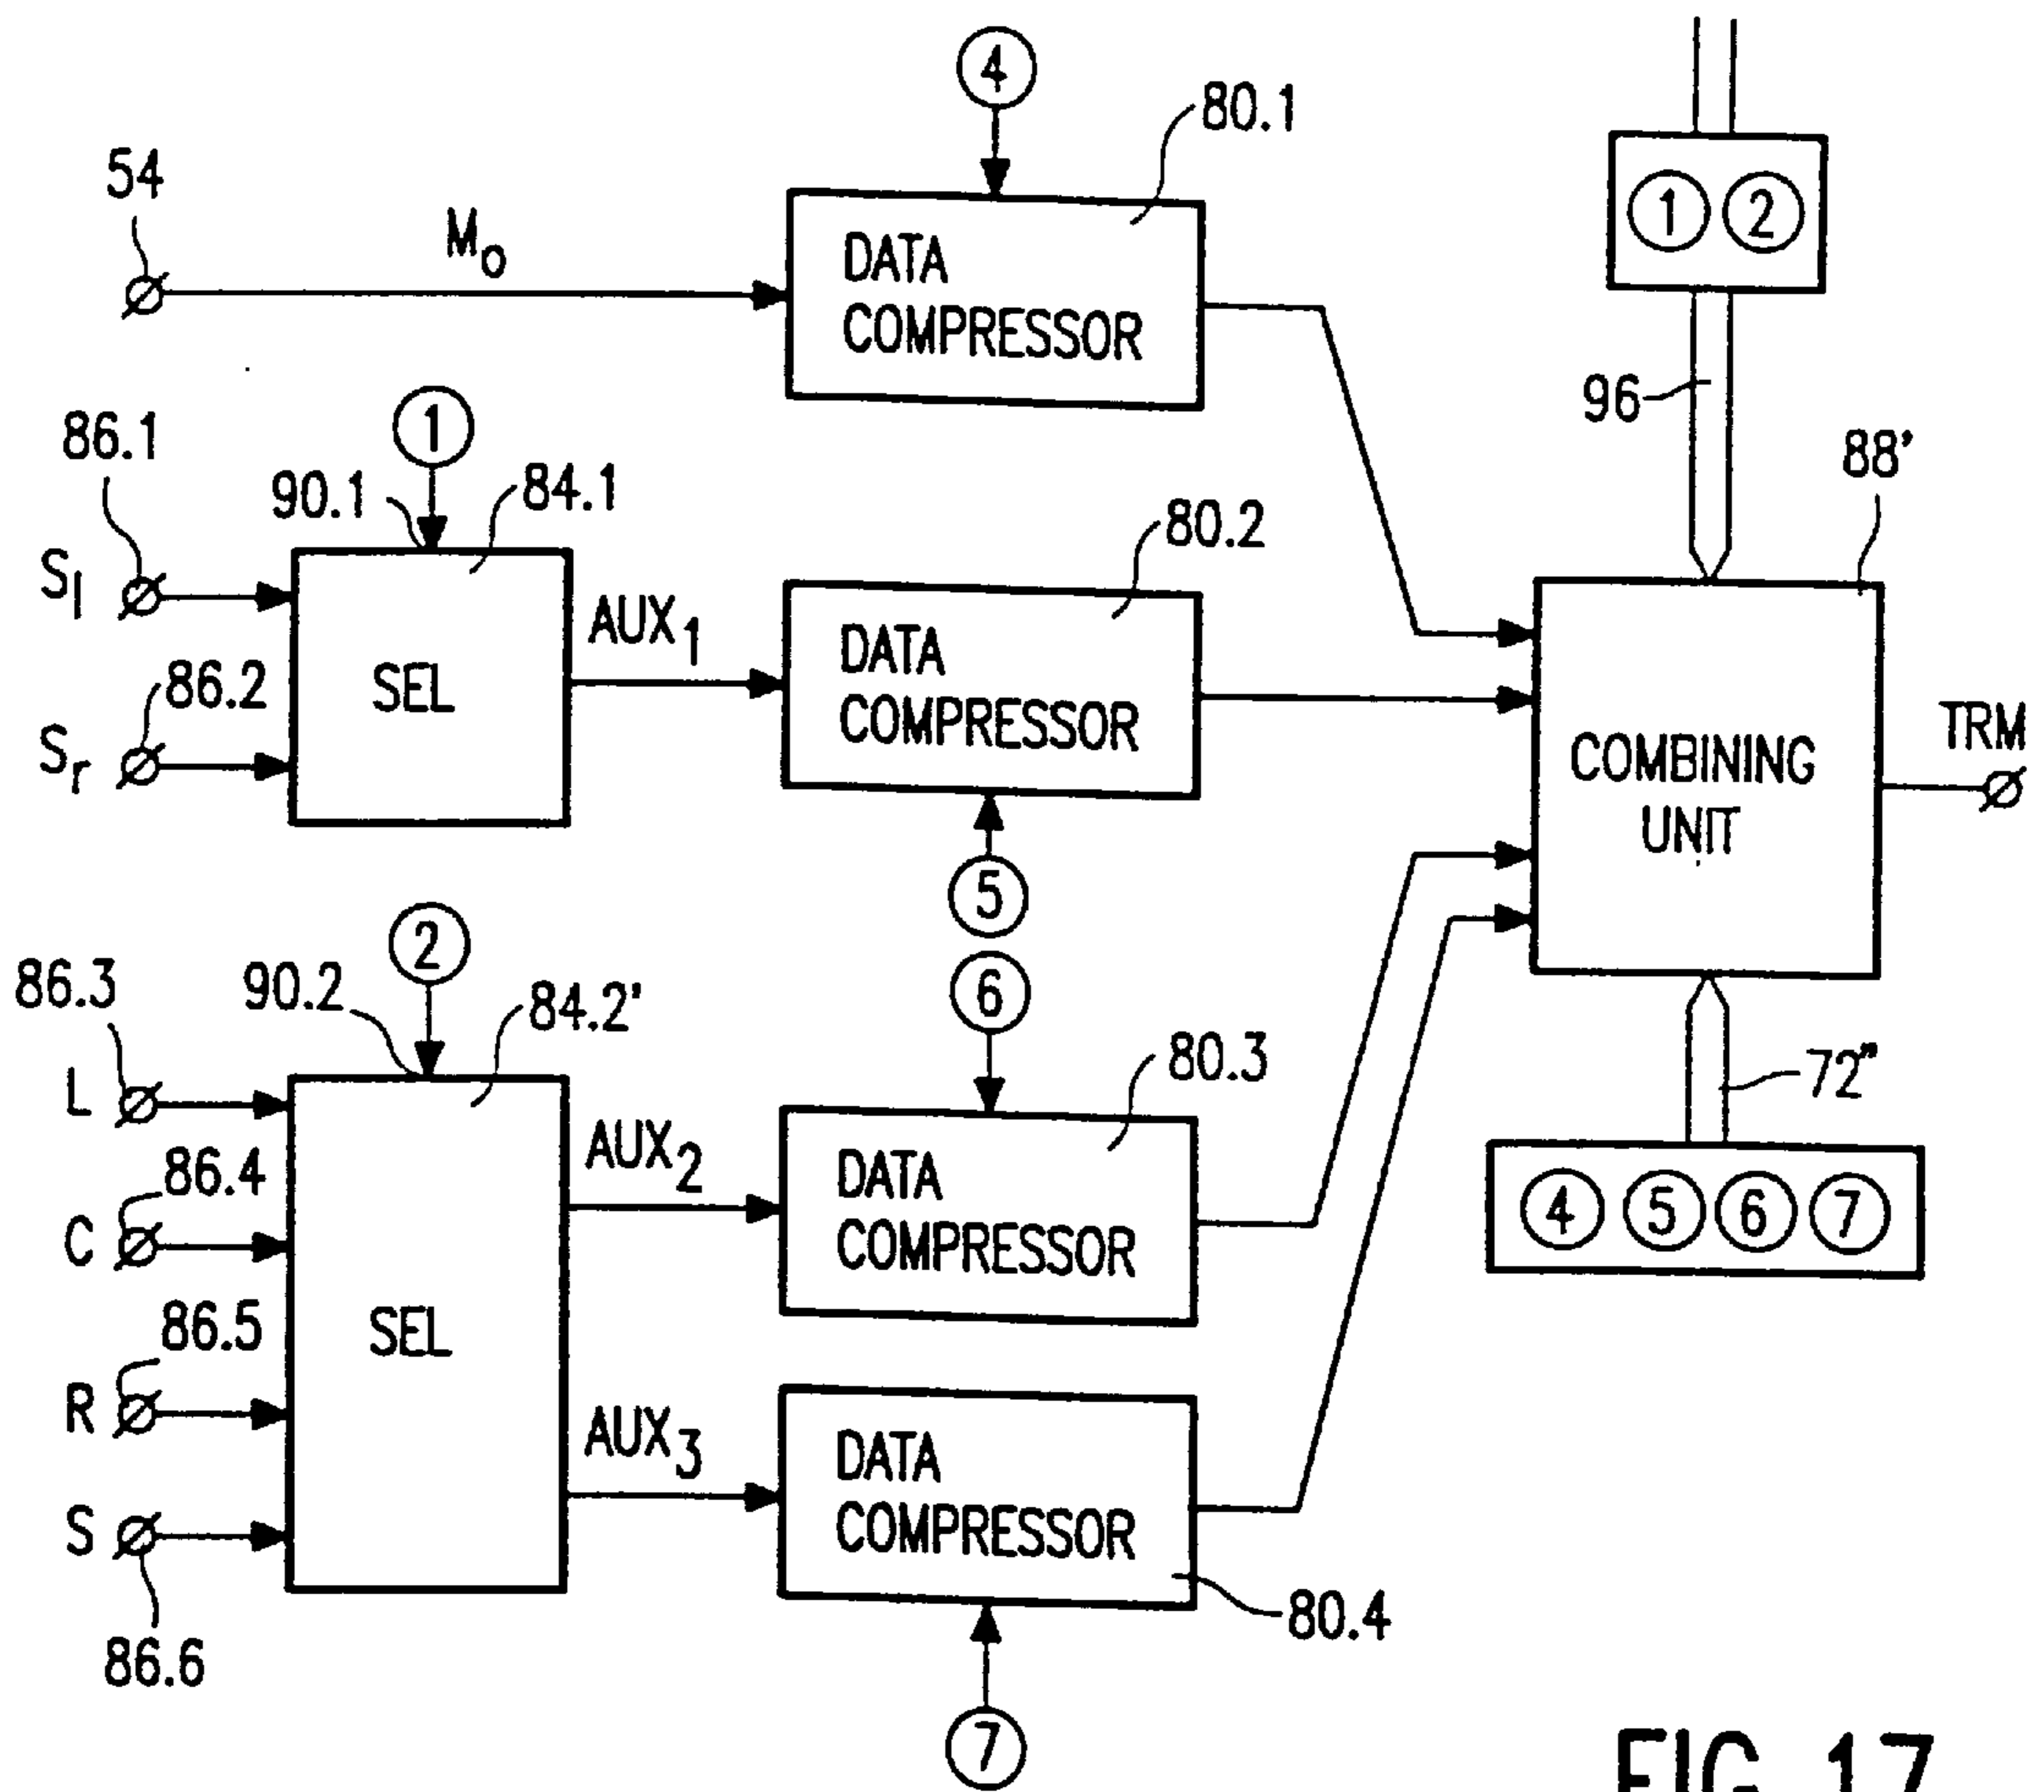 ④
80.1
54
M₀
DATA
COMPRESSOR
① ②
96
88'
①
86.1
90.1
84.1
80.2
Sl
86.2
SEL
AUX1
DATA
COMPRESSOR
Sr
COMBINING
UNIT
TRM
⑤
②
86.3
90.2
84.2'
⑥
80.3
72"
L
AUX2
DATA
COMPRESSOR
④ ⑤ ⑥ ⑦
86.4
C
86.5
SEL
R
AUX3
DATA
COMPRESSOR
S
86.6
80.4
⑦
FIG. 17